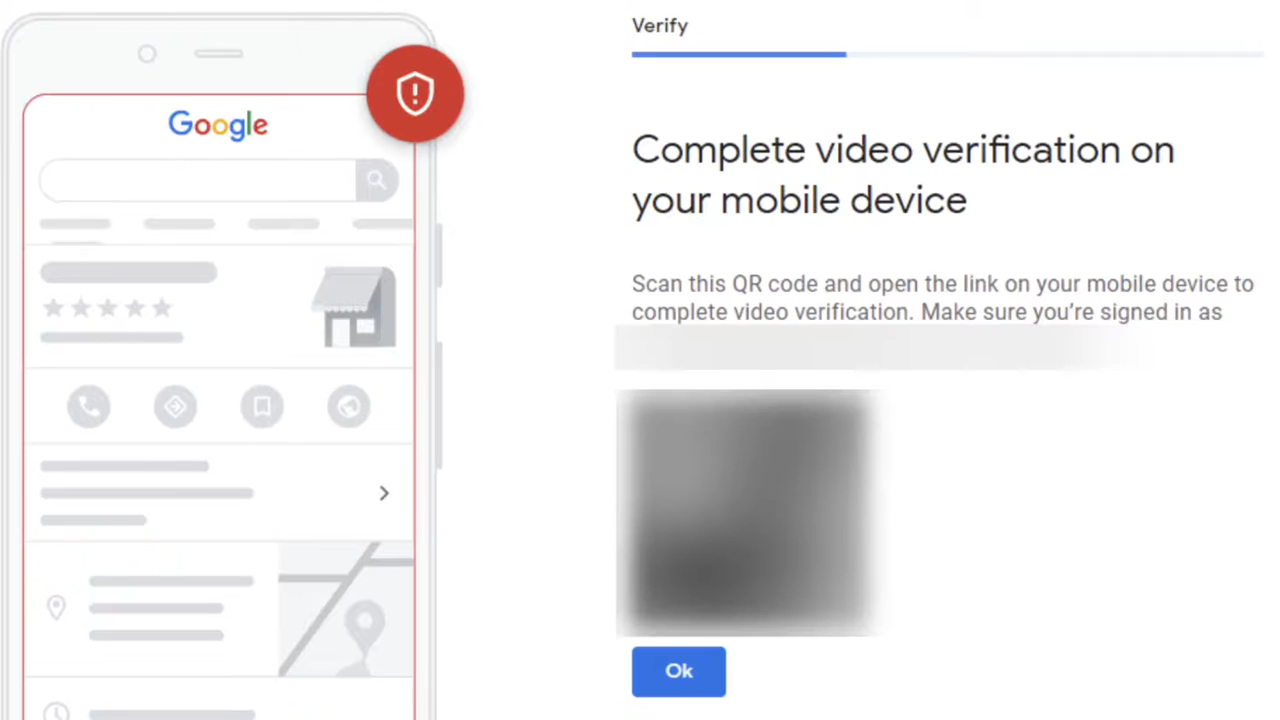 Google
Verify
Complete video verification on
your mobile device
Scan this QR code and open the link on your mobile device to
complete video verification. Make sure you’re signed in as
Ok